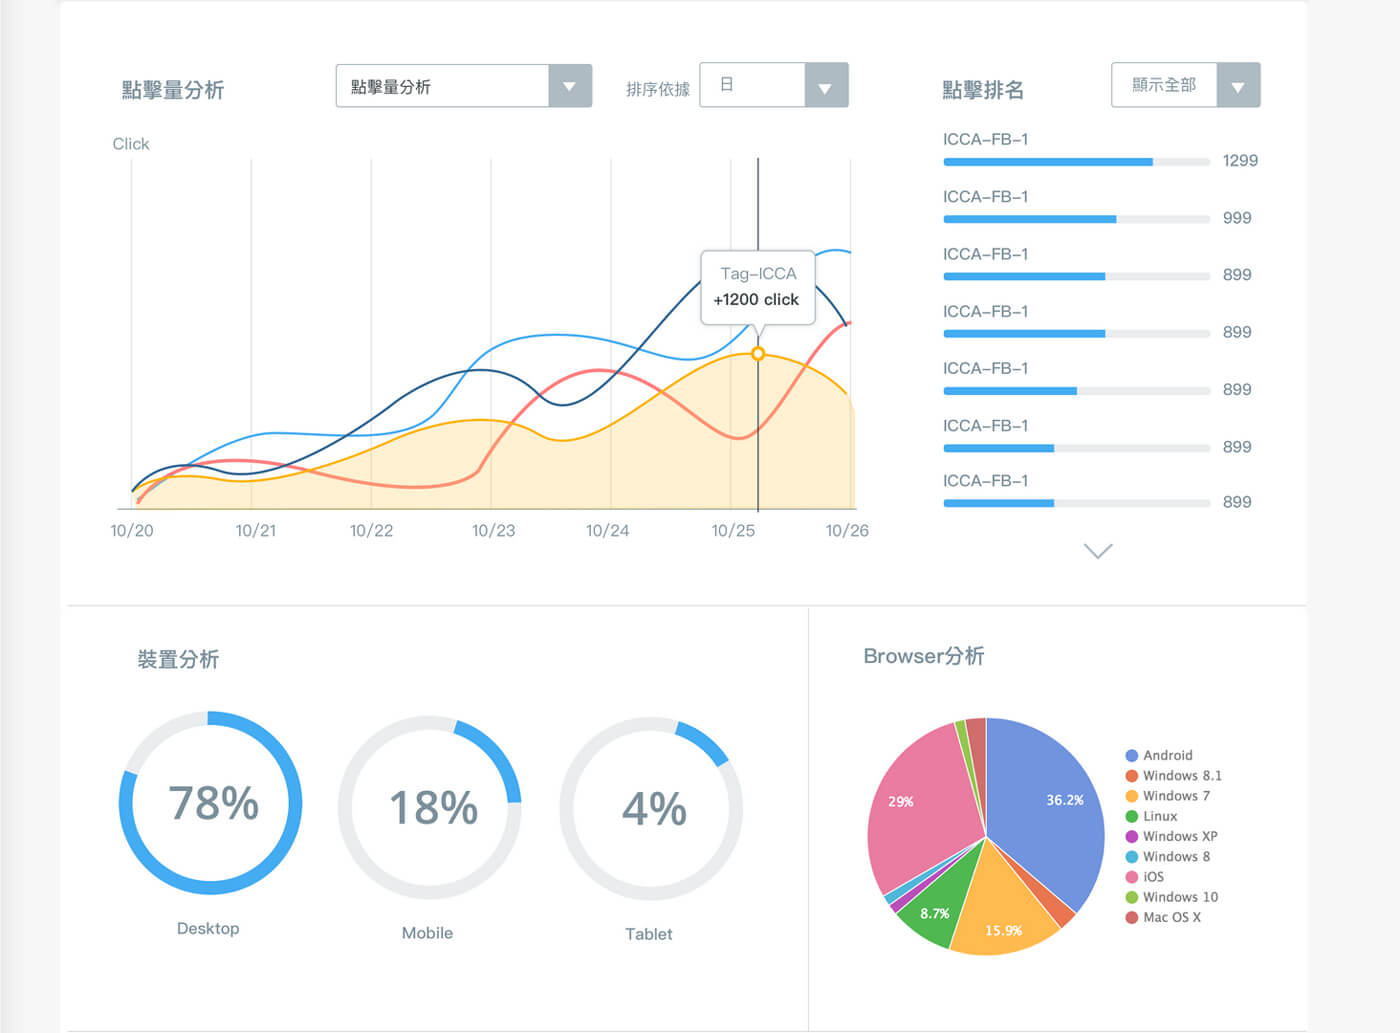 點擊量分析
點擊量分析
排序依據
日
點擊排名
顯示全部
Click
Tag-ICCA
+1200 click
10/20 10/21 10/22 10/23 10/24 10/25 10/26
ICCA-FB-1
1299
ICCA-FB-1
999
ICCA-FB-1
899
ICCA-FB-1
899
ICCA-FB-1
899
ICCA-FB-1
899
ICCA-FB-1
899
裝置分析
78%
Desktop
18%
Mobile
4%
Tablet
Browser分析
36.2%
29%
8.7%
15.9%
Android
Windows 8.1
Windows 7
Linux
Windows XP
Windows 8
iOS
Windows 10
Mac OS X